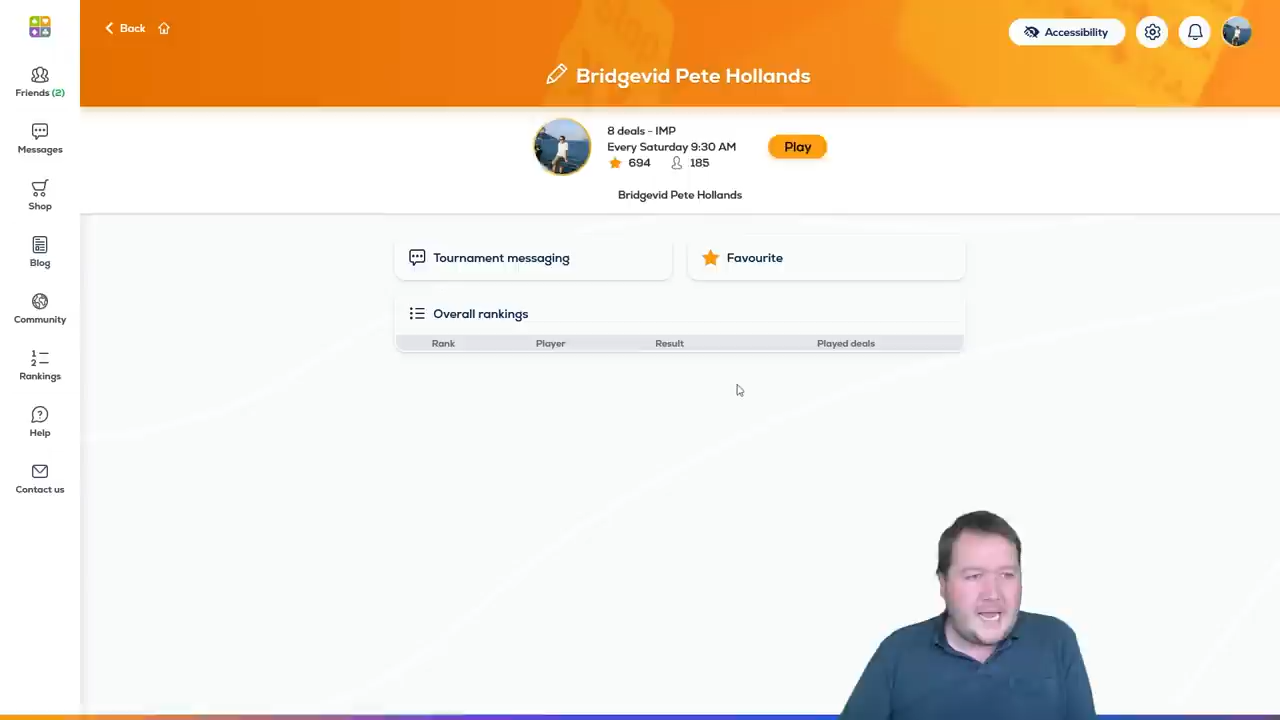 Back
Accessibility
Bridgevid Pete Hollands
Friends (2)
Messages
Shop
Blog
Community
Rankings
Help
Contact us
8 deals - IMP
Every Saturday 9:30 AM
694 185
Play
Bridgevid Pete Hollands
Tournament messaging
Favourite
Overall rankings
Rank Player Result Played deals